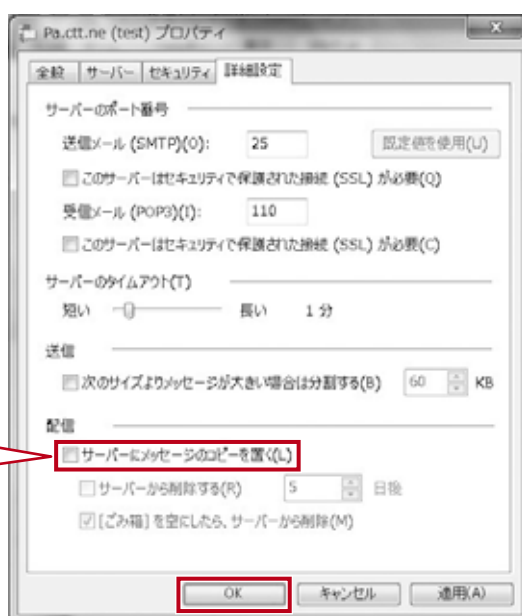 Pa.ctt.ne (test) プロパティ
全般 サーバー セキュリティ 詳細設定
サーバーのポート番号
送信メール (SMTP)(O): 25 既定値を使用(U)
このサーバーはセキュリティで保護された接続 (SSL) が必要(Q)
受信メール (POP3)(I): 110
このサーバーはセキュリティで保護された接続 (SSL) が必要(C)
サーバーのタイムアウト(T)
短い 長い 1 分
送信
次のサイズよりメッセージが大きい場合は分割する(B) 60 KB
配信
サーバーにメッセージのコピーを置く(L)
サーバーから削除する(R) 5 日後
[ごみ箱] を空にしたら、サーバーから削除(M)
OK キャンセル 適用(A)